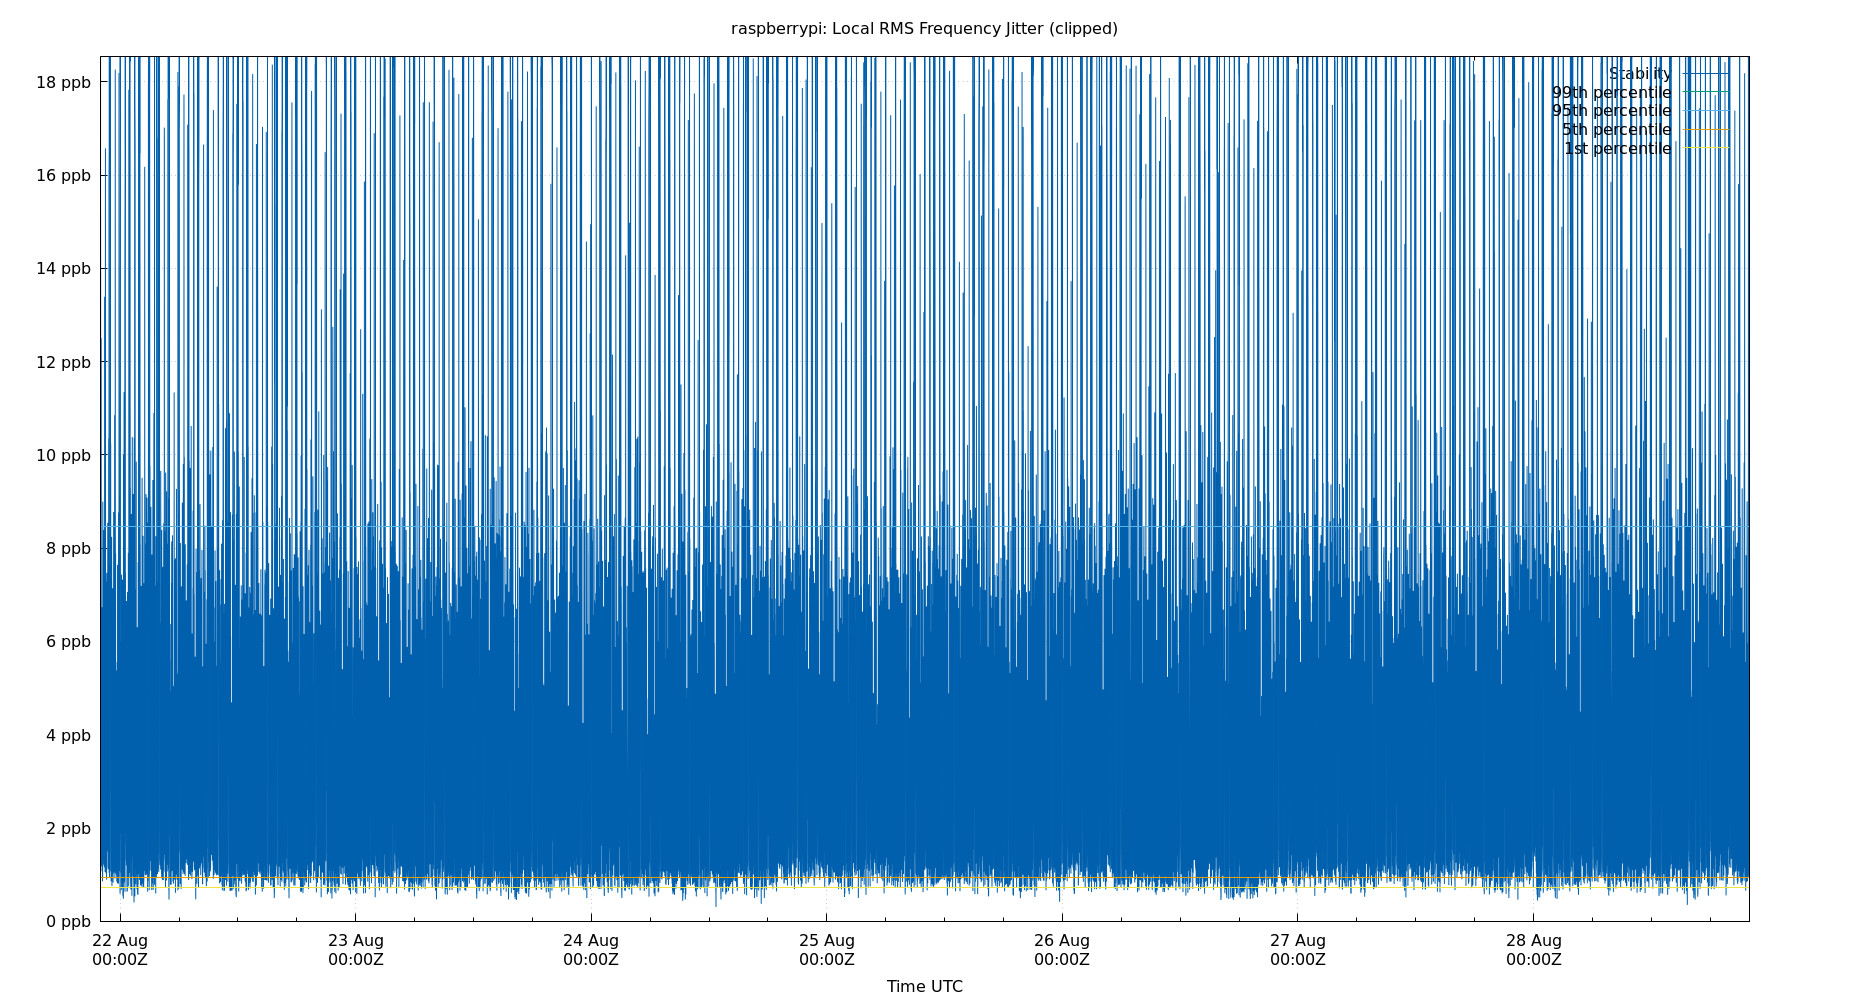 raspberrypi: Local RMS Frequency Jitter (clipped)
18 ppb
16 ppb
14 ppb
12 ppb
10 ppb
8 ppb
6 ppb
4 ppb
2 ppb
0 ppb
Stability
99th percentile
95th percentile
5th percentile
1st percentile
22 Aug 23 Aug 24 Aug 25 Aug 26 Aug 27 Aug 28 Aug
00:00Z 00:00Z 00:00Z 00:00Z 00:00Z 00:00Z 00:00Z
Time UTC